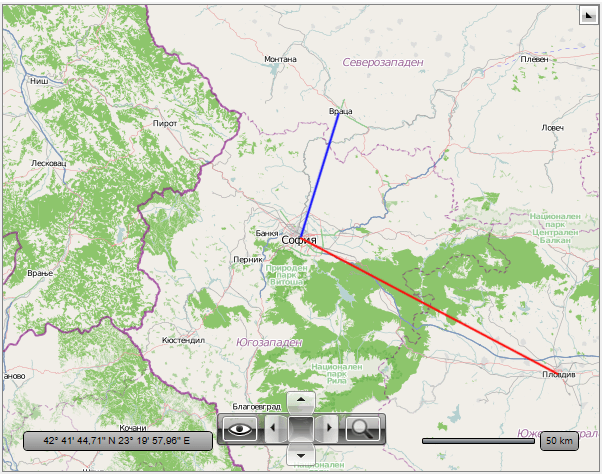 Монтана
Северозападен
Плевен
Ниш
Враца
Пирот
Ловеч
Лесковац
Национален
парк
Централен
Балкан
Банкя
София
Перник
Природен
парк
Витоша
Врање
Кюстендил
Югозападен
Национален
парк
Рила
Пловдив
аново
Благоевград
Кочани
42° 41' 44,71" N 23° 19' 57,96" E
50 km